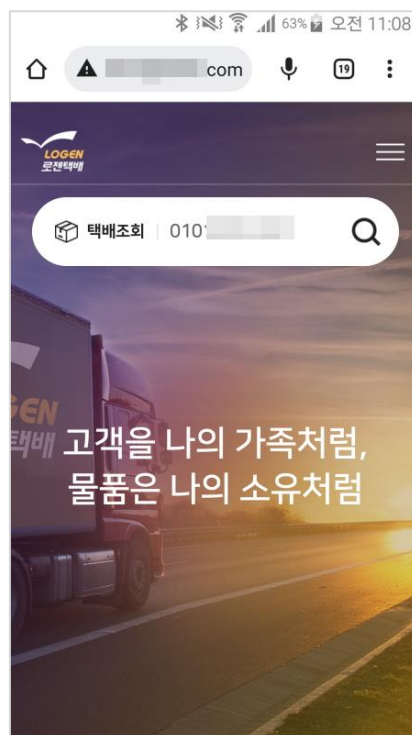 63% 오전 11:08
com 19
LOGEN
로젠택배
택배조회 010
EN
택배
고객을 나의 가족처럼,
물품은 나의 소유처럼